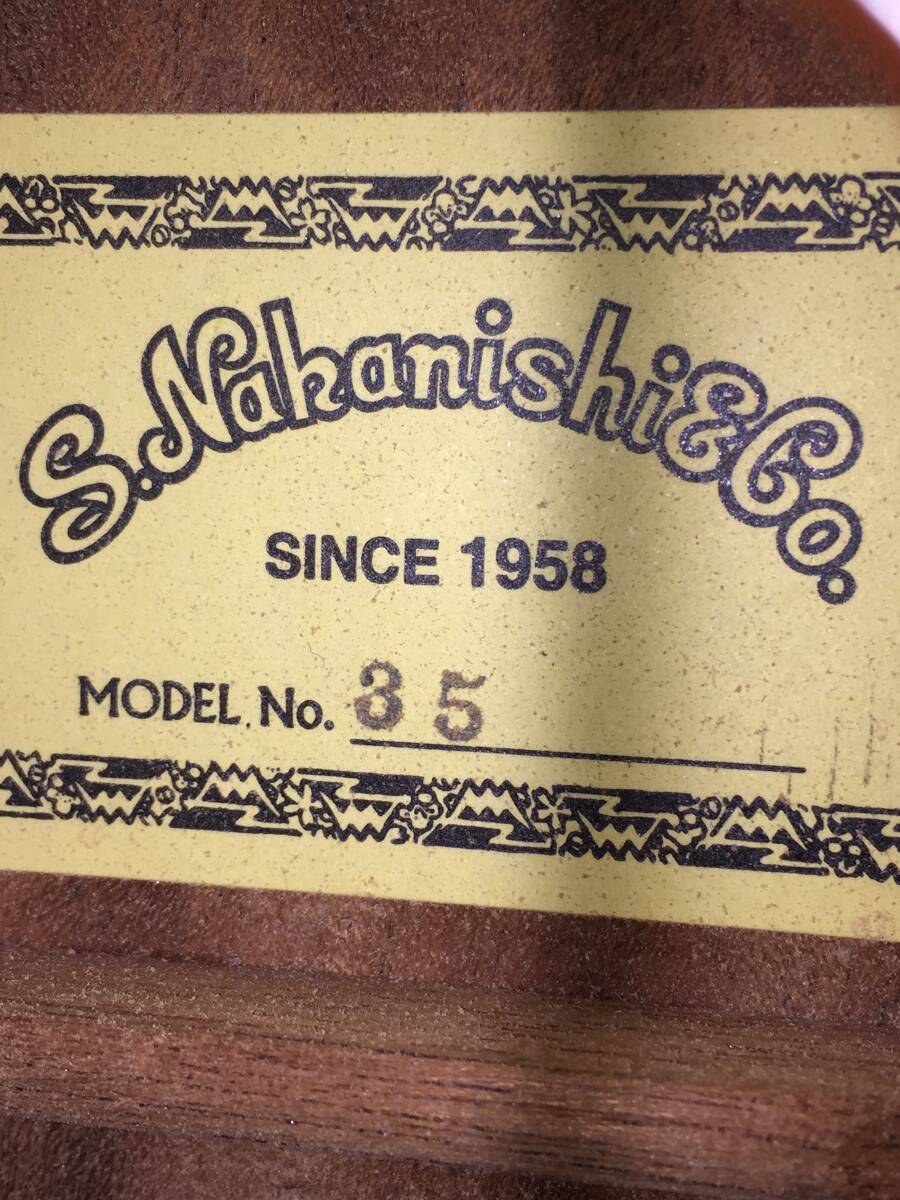 S. Nakanishi & Co.
SINCE 1958
MODEL No. 35